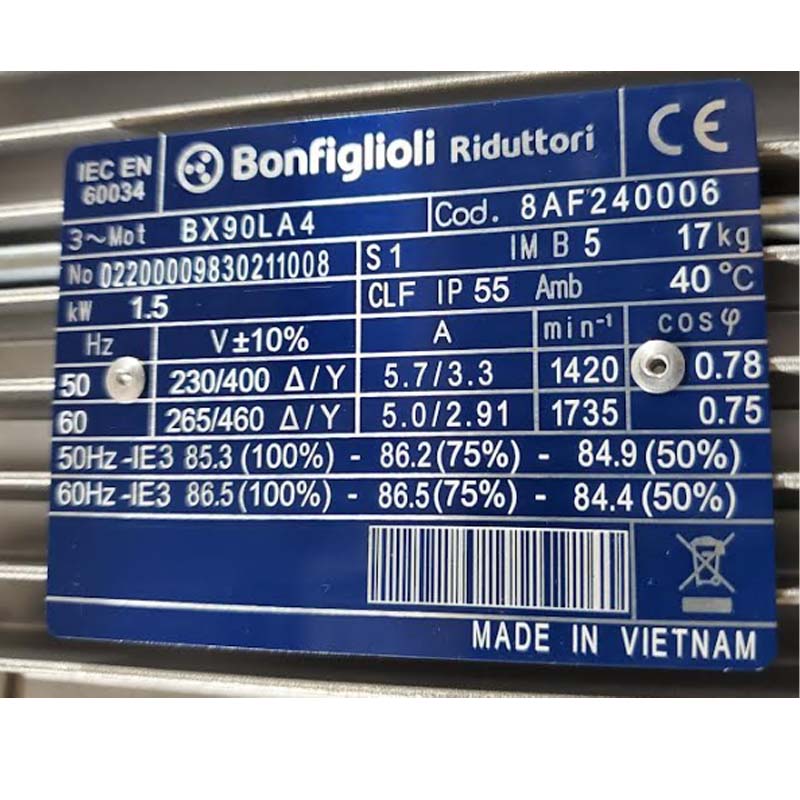 IEC EN 60034
Bonfiglioli Riduttori
CE
3~Mot BX90LA4
Cod. 8AF240006
No 02200009830211008
S1 IM B5 17kg
kW 1.5
CLF IP 55 Amb 40 °C
Hz V±10% A min⁻¹ cosφ
50 230/400 Δ/Y 5.7/3.3 1420 0.78
60 265/460 Δ/Y 5.0/2.91 1735 0.75
50Hz-IE3 85.3(100%) - 86.2(75%) - 84.9(50%)
60Hz-IE3 86.5(100%) - 86.5(75%) - 84.4(50%)
MADE IN VIETNAM